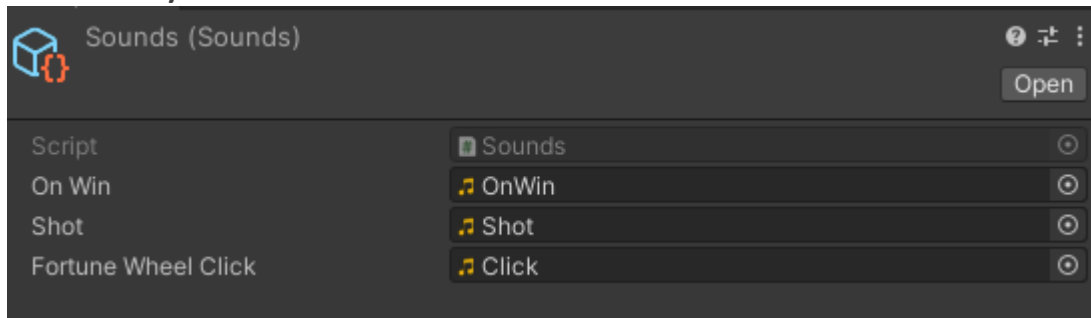 Sounds (Sounds)
Open
Script Sounds
On Win OnWin
Shot Shot
Fortune Wheel Click Click